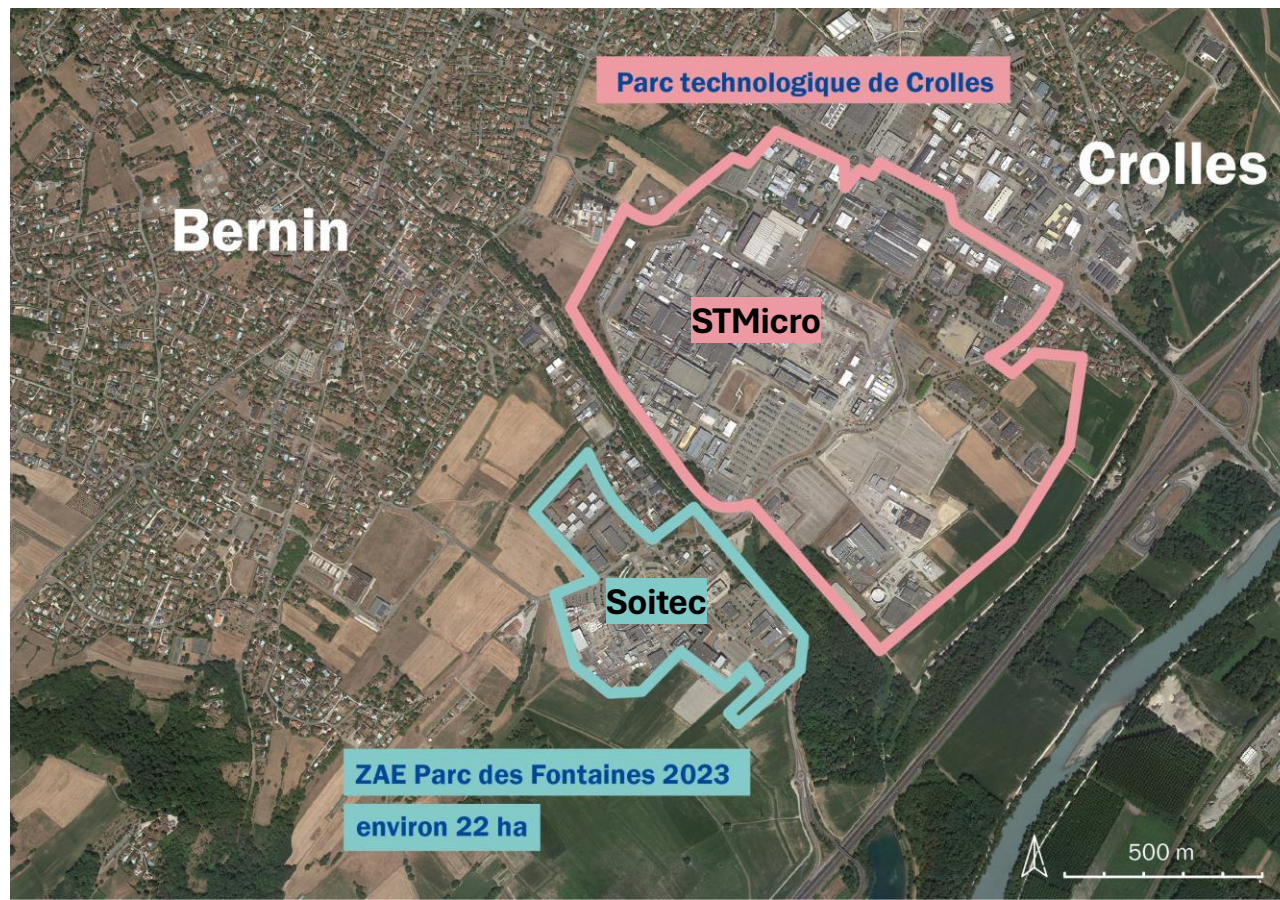 Parc technologique de Crolles
Crolles
Bernin
STMicro
Soitec
ZAE Parc des Fontaines 2023
environ 22 ha
500 m